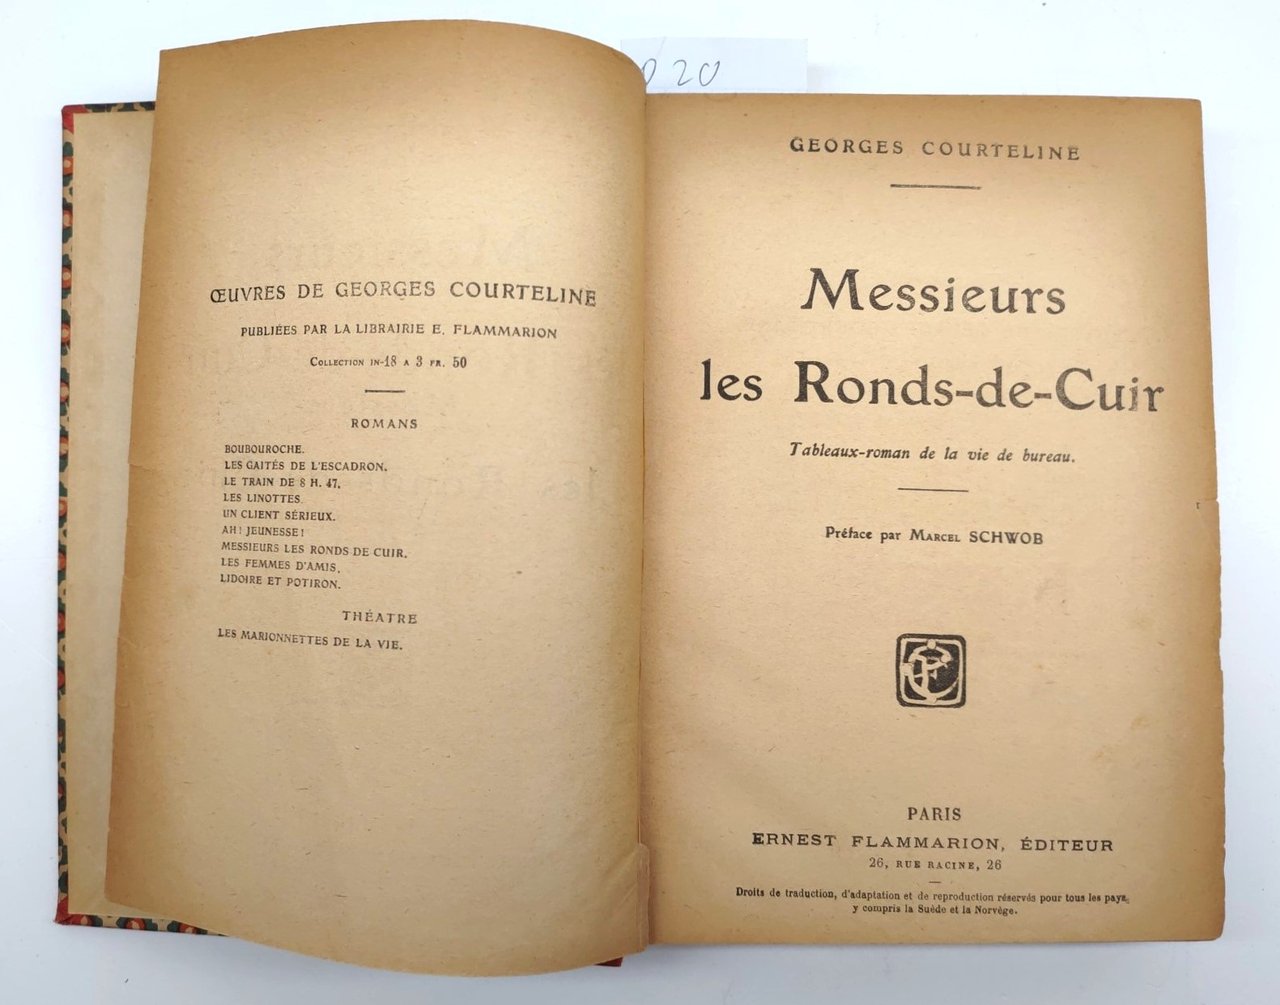 20
ŒUVRES DE GEORGES COURTELINE
PUBLIÉES PAR LA LIBRAIRIE E. FLAMMARION
COLLECTION IN-18 A 3 FR. 50
ROMANS
BOUBOUROCHE.
LES GAITÉS DE L'ESCADRON.
LE TRAIN DE 8 H. 47.
LES LINOTTES.
UN CLIENT SÉRIEUX.
AH! JEUNESSE!
MESSIEURS LES RONDS DE CUIR.
LES FEMMES D'AMIS.
LIDOIRE ET POTIRON.
THÉATRE
LES MARIONNETTES DE LA VIE.
GEORGES COURTELINE
Messieurs
les Ronds-de-Cuir
Tableaux-roman de la vie de bureau.
Préface par MARCEL SCHWOB
PARIS
ERNEST FLAMMARION, ÉDITEUR
26, RUE RACINE, 26
Droits de traduction, d'adaptation et de reproduction réservés pour tous les pays,
y compris la Suède et la Norvège.